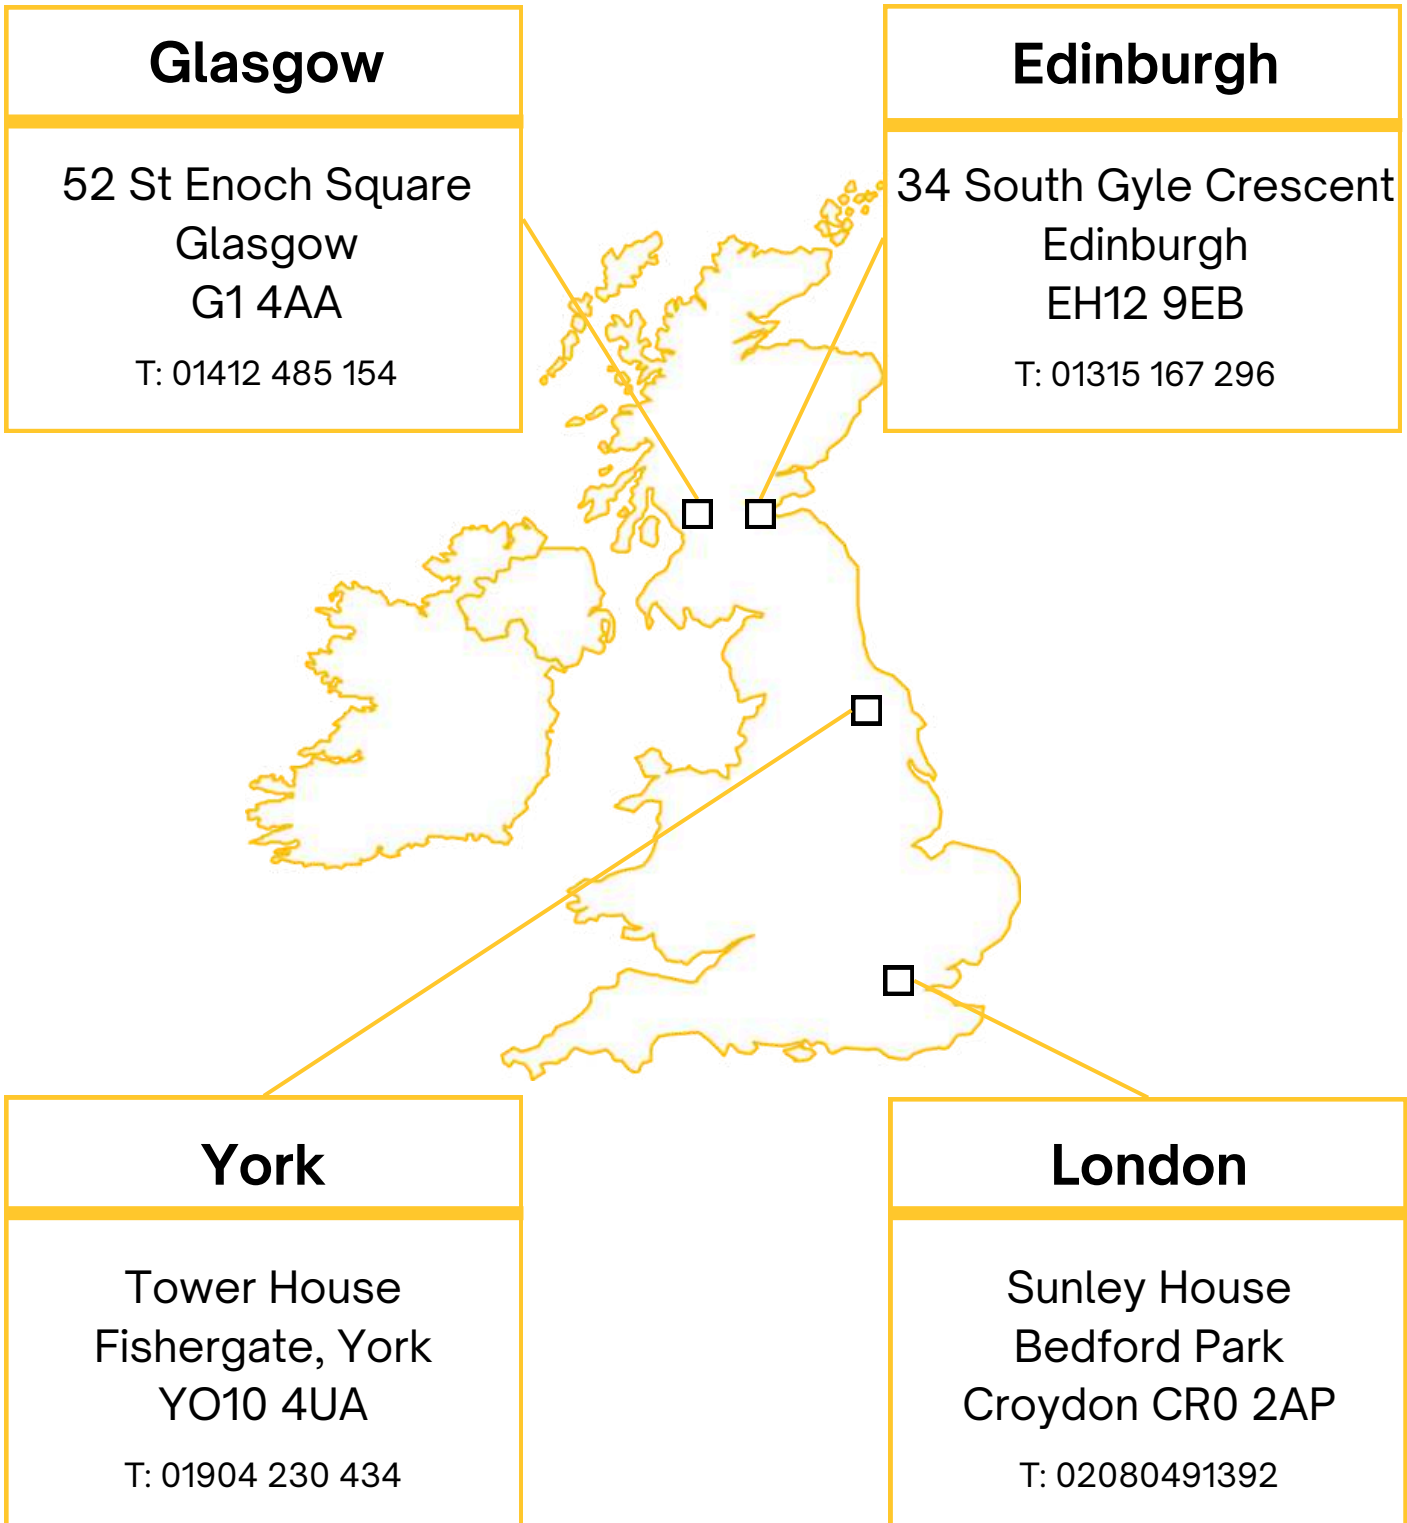 Glasgow
52 St Enoch Square
Glasgow
G1 4AA
T: 01412 485 154
Edinburgh
34 South Gyle Crescent
Edinburgh
EH12 9EB
T: 01315 167 296
York
Tower House
Fishergate, York
YO10 4UA
T: 01904 230 434
London
Sunley House
Bedford Park
Croydon CR0 2AP
T: 02080491392